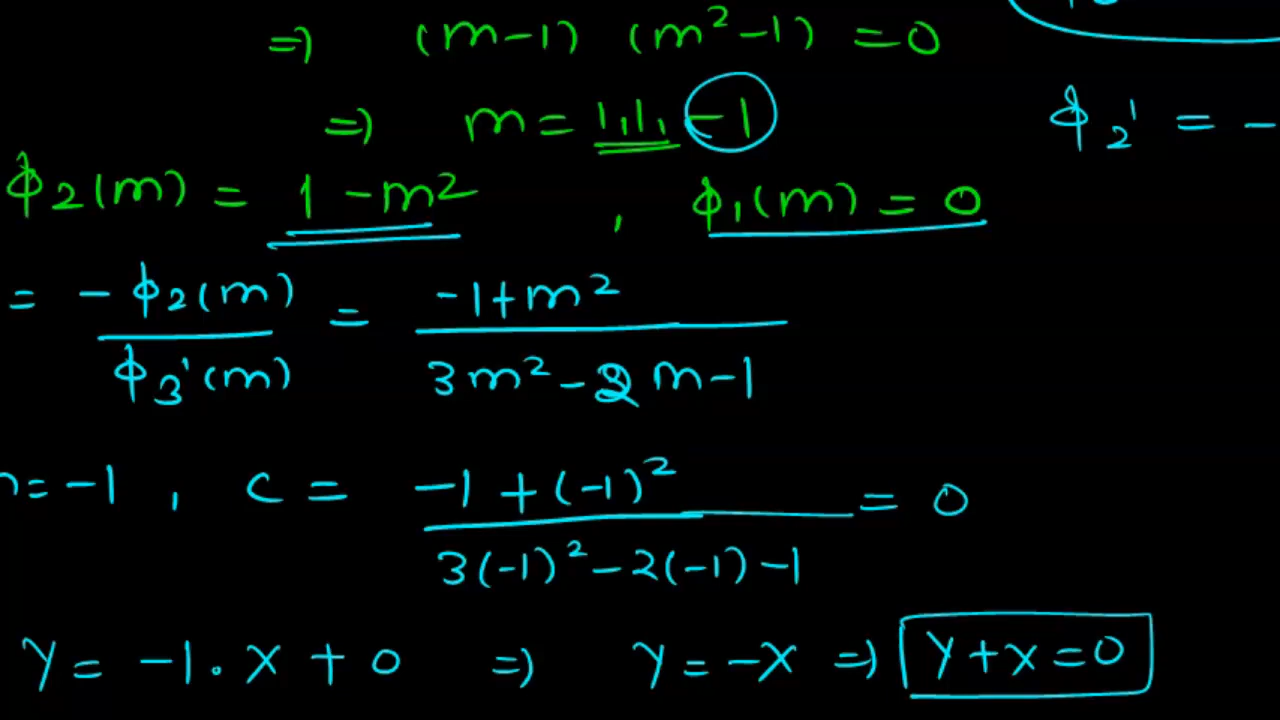 => (m-1) (m²-1) = 0
=> m = 1,1,-1
ϕ₂' = -
ϕ₂(m) = 1-m² , ϕ₁(m) = 0
= -ϕ₂(m)/ϕ₃'(m) = (-1+m²)/(3m²-2m-1)
= -1 , c = (-1+(-1)²)/(3(-1)²-2(-1)-1) = 0
y = -1.x + 0 => y = -x => y+x=0